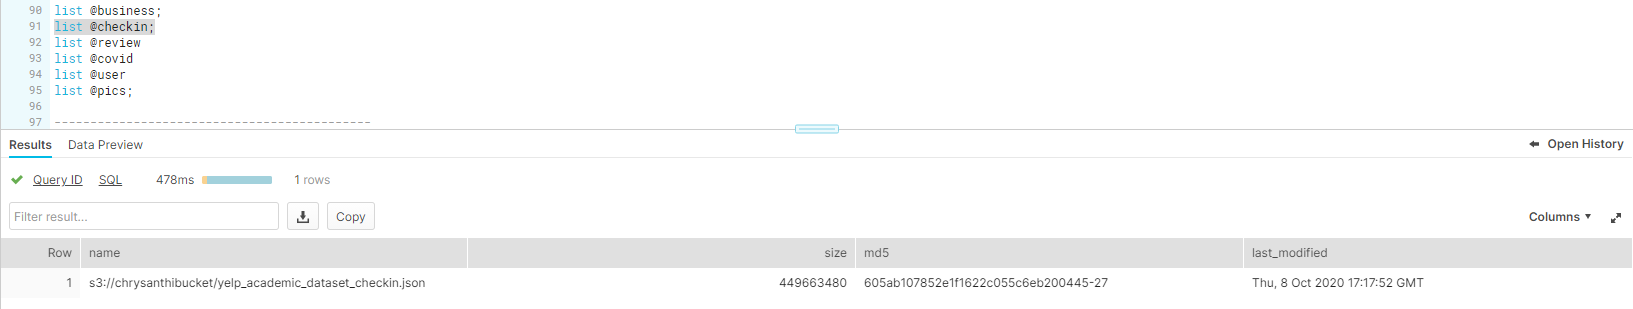 90 list @business;
91 list @checkin;
92 list @review
93 list @covid
94 list @user
95 list @pics;
96
97 --------------------------------------------
Results Data Preview Open History
Query ID SQL 478ms 1 rows
Filter result... Copy Columns
Row name size md5 last_modified
1 s3://chrysanthibucket/yelp_academic_dataset_checkin.json 449663480 605ab107852e1f1622c055c6eb200445-27 Thu, 8 Oct 2020 17:17:52 GMT